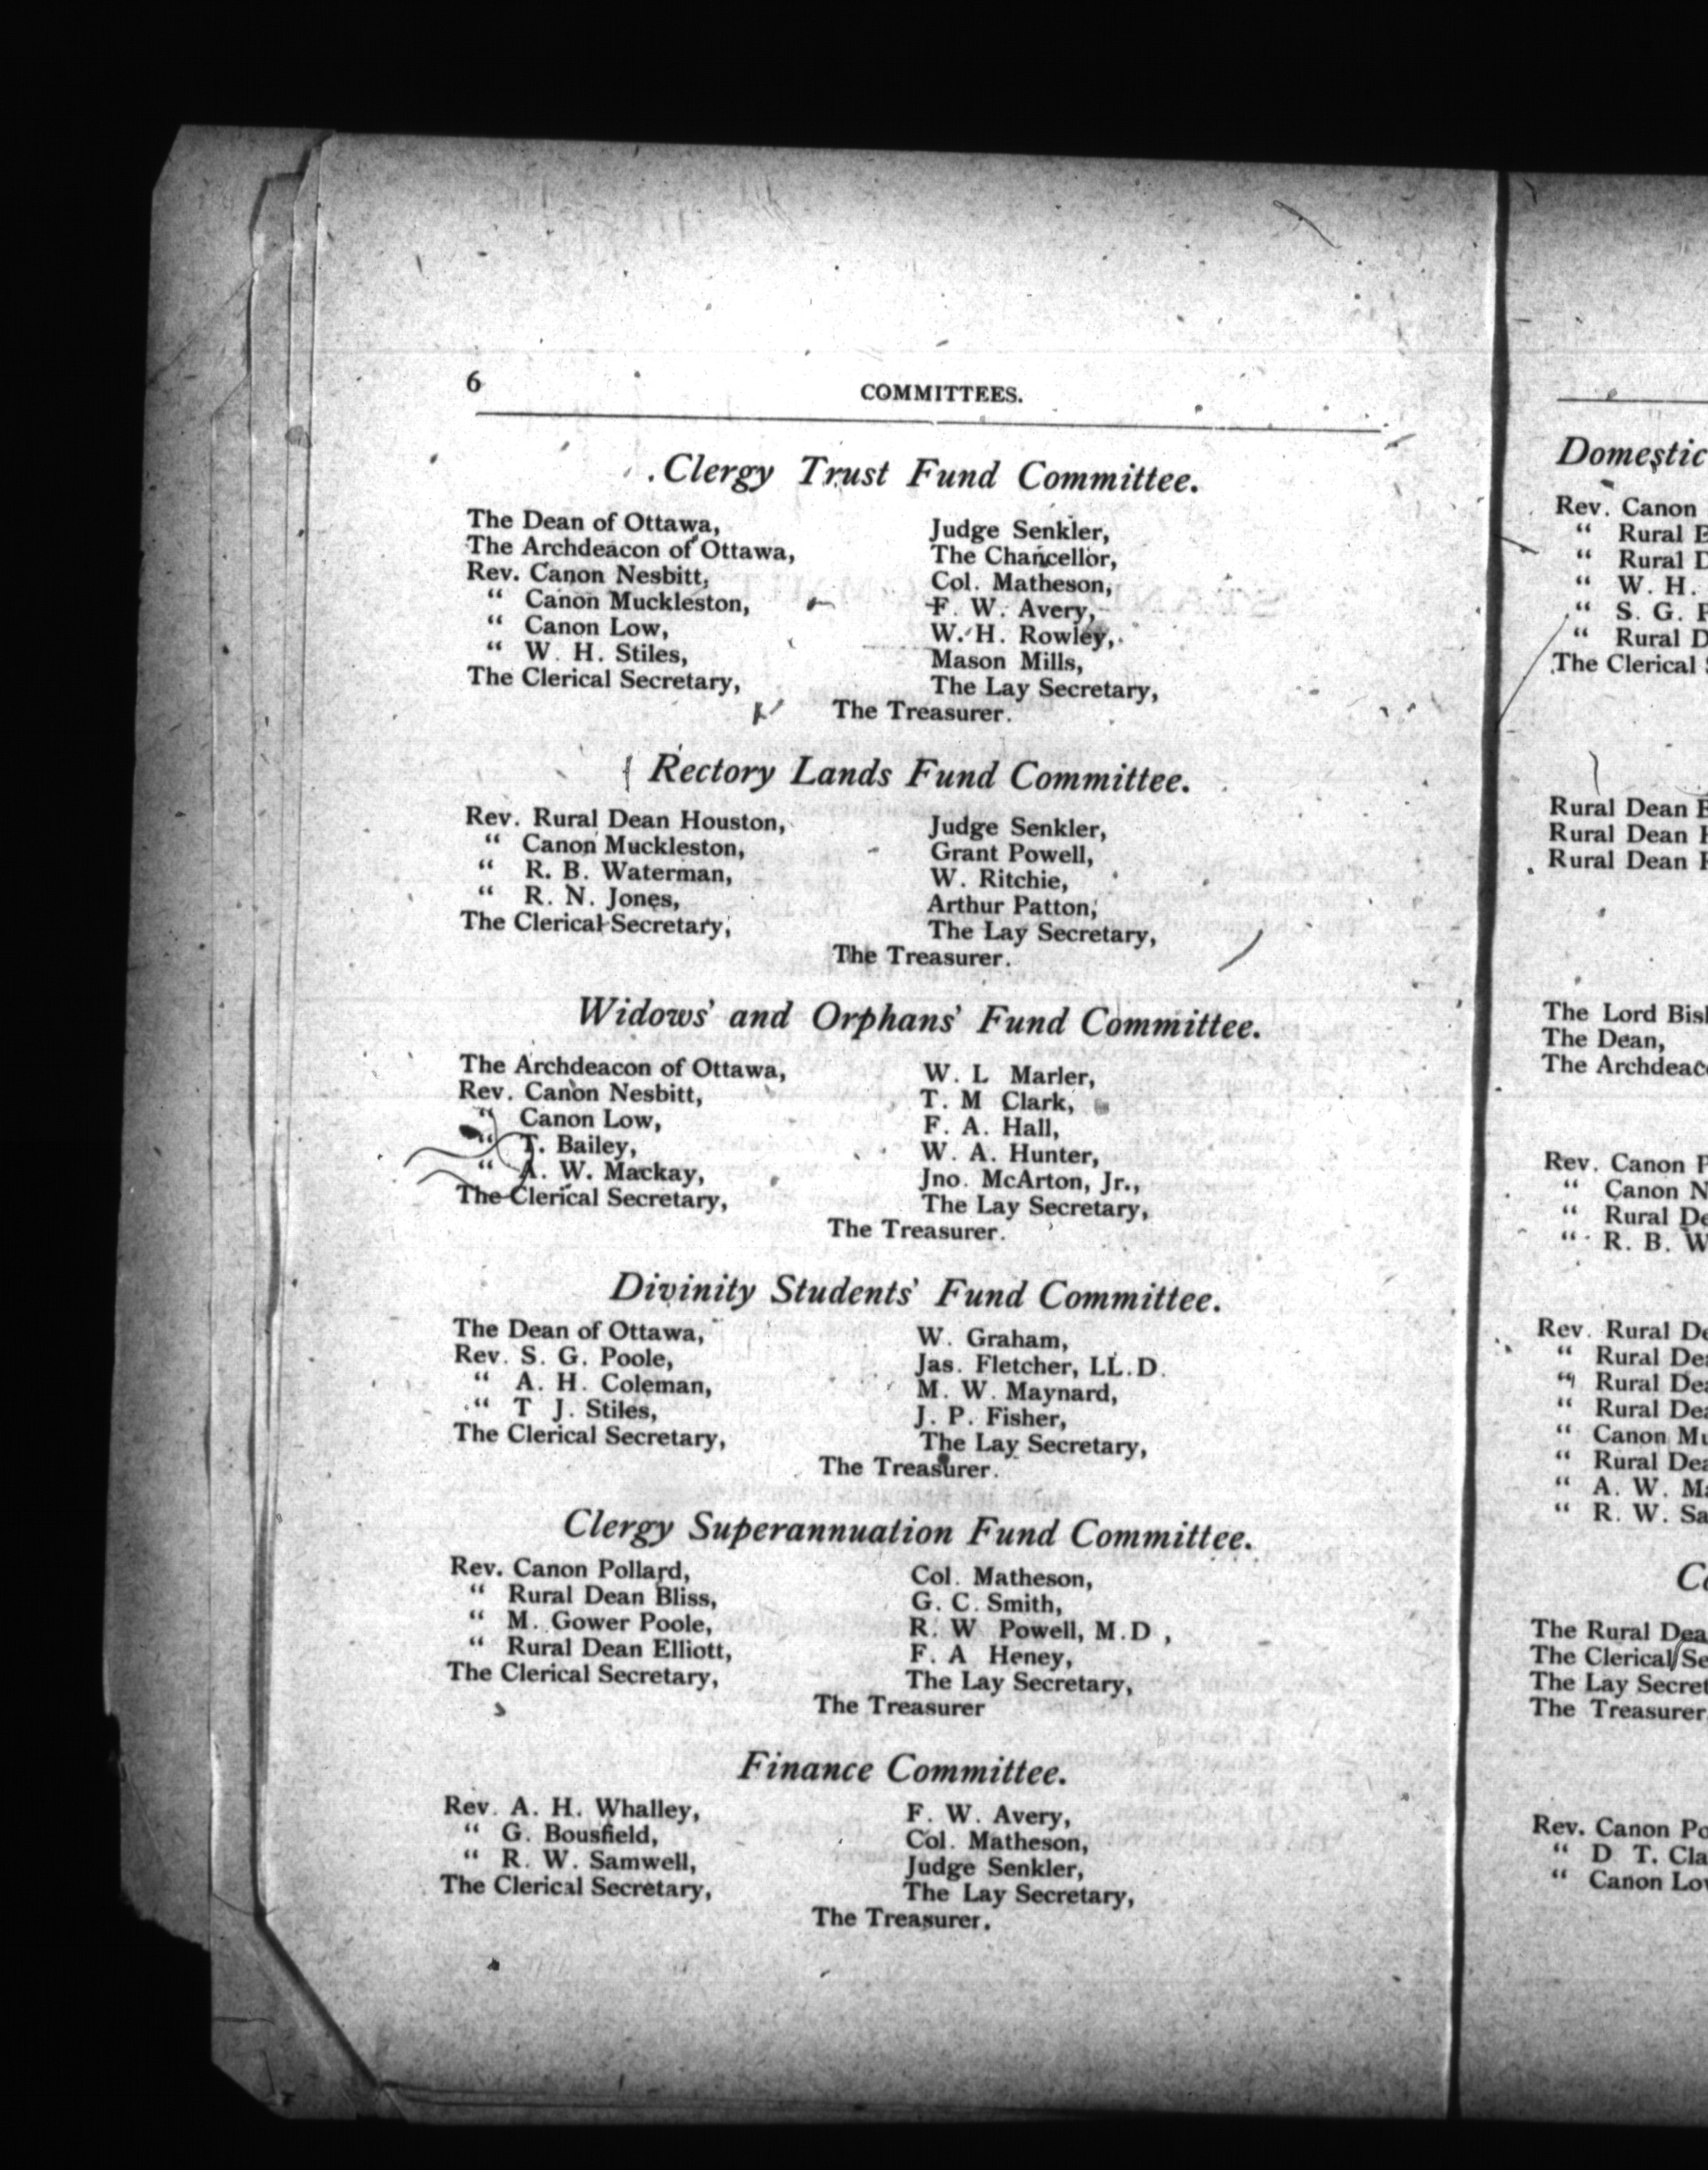 6
COMMITTEES.
Clergy Trust Fund Committee.
The Dean of Ottawa,
The Archdeacon of Ottawa,
Rev. Canon Nesbitt,
“ Canon Muckleston,
“ Canon Low,
“ W. H. Stiles,
The Clerical Secretary,
Judge Senkler,
The Chancellor,
Col. Matheson,
F. W. Avery,
W. H. Rowley,
Mason Mills,
The Lay Secretary,
The Treasurer.
Rectory Lands Fund Committee.
Rev. Rural Dean Houston,
“ Canon Muckleston,
“ R. B. Waterman,
“ R. N. Jones,
The Clerical Secretary,
Judge Senkler,
Grant Powell,
W. Ritchie,
Arthur Patton,
The Lay Secretary,
The Treasurer.
Widows' and Orphans' Fund Committee.
The Archdeacon of Ottawa,
Rev. Canon Nesbitt,
“ Canon Low,
“ T. Bailey,
“ A. W. Mackay,
The Clerical Secretary,
W. L Marler,
T. M Clark,
F. A. Hall,
W. A. Hunter,
Jno. McArton, Jr.,
The Lay Secretary,
The Treasurer.
Divinity Students' Fund Committee.
The Dean of Ottawa,
Rev. S. G. Poole,
“ A. H. Coleman,
“ T J. Stiles,
The Clerical Secretary,
W. Graham,
Jas. Fletcher, LL.D.
M. W. Maynard,
J. P. Fisher,
The Lay Secretary,
The Treasurer.
Clergy Superannuation Fund Committee.
Rev. Canon Pollard,
“ Rural Dean Bliss,
“ M. Gower Poole,
“ Rural Dean Elliott,
The Clerical Secretary,
Col. Matheson,
G. C. Smith,
R. W Powell, M.D ,
F. A Heney,
The Lay Secretary,
The Treasurer
Finance Committee.
Rev. A. H. Whalley,
“ G. Bousfield,
“ R. W. Samwell,
The Clerical Secretary,
F. W. Avery,
Col. Matheson,
Judge Senkler,
The Lay Secretary,
The Treasurer.
Domestic
Rev. Canon
“ Rural
“ Rural
“ W. H.
“ S. G.
“ Rural
The Clerical
Rural Dean
Rural Dean
Rural Dean
The Lord
The Dean,
The
Rev. Canon
“ Canon
“ Rural
“ R. B.
Rev. Rural
“ Rural
“ Rural
“ Rural
“ Canon
“ Rural
“ A. W.
“ R. W.
The Rural
The Clerical
The Lay
The Treasurer
Rev. Canon
“ D T.
“ Canon